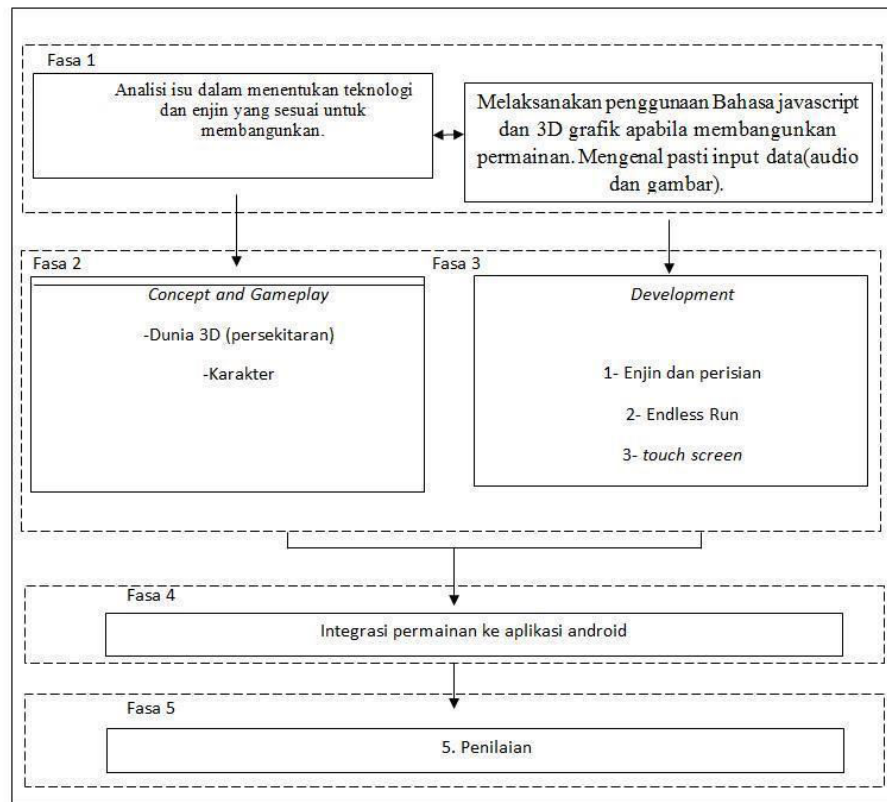 Fasa 1
Analisi isu dalam menentukan teknologi
dan enjin yang sesuai untuk
membangunkan.
Melaksanakan penggunaan Bahasa javascript
dan 3D grafik apabila membangunkan
permainan. Mengenal pasti input data(audio
dan gambar).
Fasa 2
Concept and Gameplay
-Dunia 3D (persekitaran)
-Karakter
Fasa 3
Development
1- Enjin dan perisian
2- Endless Run
3- touch screen
Fasa 4
Integrasi permainan ke aplikasi android
Fasa 5
5. Penilaian